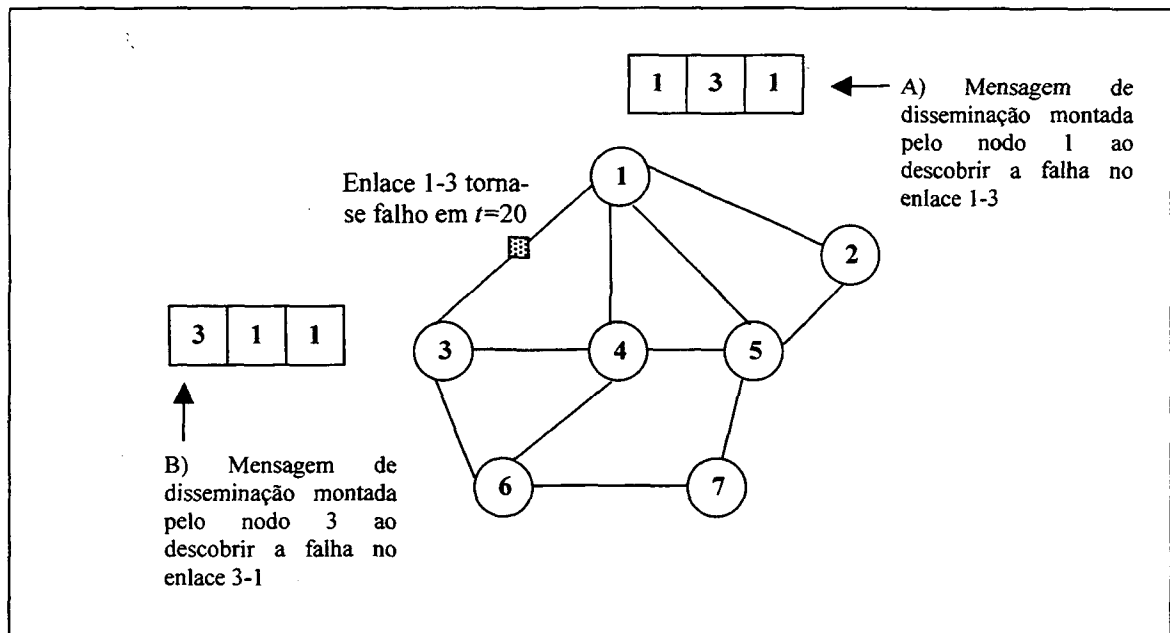 1 3 1
A) Mensagem de
disseminação montada
pelo nodo 1 ao
descobrir a falha no
enlace 1-3
Enlace 1-3 torna-
se falho em t=20
1
2
3 1 1
3
4
5
B) Mensagem de
disseminação montada
pelo nodo 3 ao
descobrir a falha no
enlace 3-1
6
7